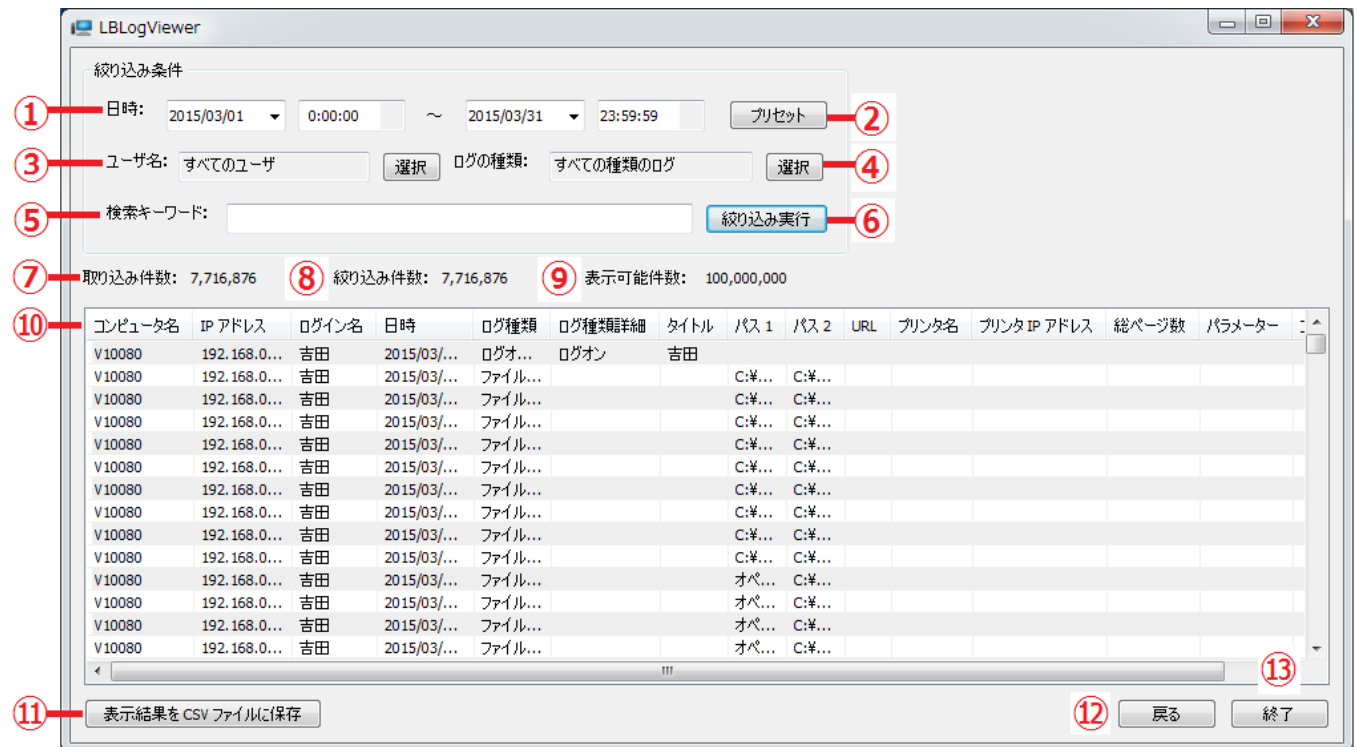 LBLogViewer
絞り込み条件
① 日時: 2015/03/01 0:00:00 ~ 2015/03/31 23:59:59 プリセット ②
③ ユーザ名: すべてのユーザ 選択 ログの種類: すべての種類のログ 選択 ④
⑤ 検索キーワード: 絞り込み実行 ⑥
⑦ 取り込み件数: 7,716,876 ⑧ 絞り込み件数: 7,716,876 ⑨ 表示可能件数: 100,000,000
⑩ コンピュータ名 IP アドレス ログイン名 日時 ログ種類 ログ種類詳細 タイトル パス 1 パス 2 URL プリンタ名 プリンタ IP アドレス 総ページ数 パラメーター
V10080 192.168.0... 吉田 2015/03/... ログオ... ログオン 吉田
V10080 192.168.0... 吉田 2015/03/... ファイル... C:¥... C:¥...
V10080 192.168.0... 吉田 2015/03/... ファイル... C:¥... C:¥...
V10080 192.168.0... 吉田 2015/03/... ファイル... C:¥... C:¥...
V10080 192.168.0... 吉田 2015/03/... ファイル... C:¥... C:¥...
V10080 192.168.0... 吉田 2015/03/... ファイル... C:¥... C:¥...
V10080 192.168.0... 吉田 2015/03/... ファイル... C:¥... C:¥...
V10080 192.168.0... 吉田 2015/03/... ファイル... C:¥... C:¥...
V10080 192.168.0... 吉田 2015/03/... ファイル... C:¥... C:¥...
V10080 192.168.0... 吉田 2015/03/... ファイル... C:¥... C:¥...
V10080 192.168.0... 吉田 2015/03/... ファイル... オペ... C:¥...
V10080 192.168.0... 吉田 2015/03/... ファイル... オペ... C:¥...
V10080 192.168.0... 吉田 2015/03/... ファイル... オペ... C:¥...
V10080 192.168.0... 吉田 2015/03/... ファイル... オペ... C:¥...
⑪ 表示結果を CSV ファイルに保存 ⑫ 戻る ⑬ 終了